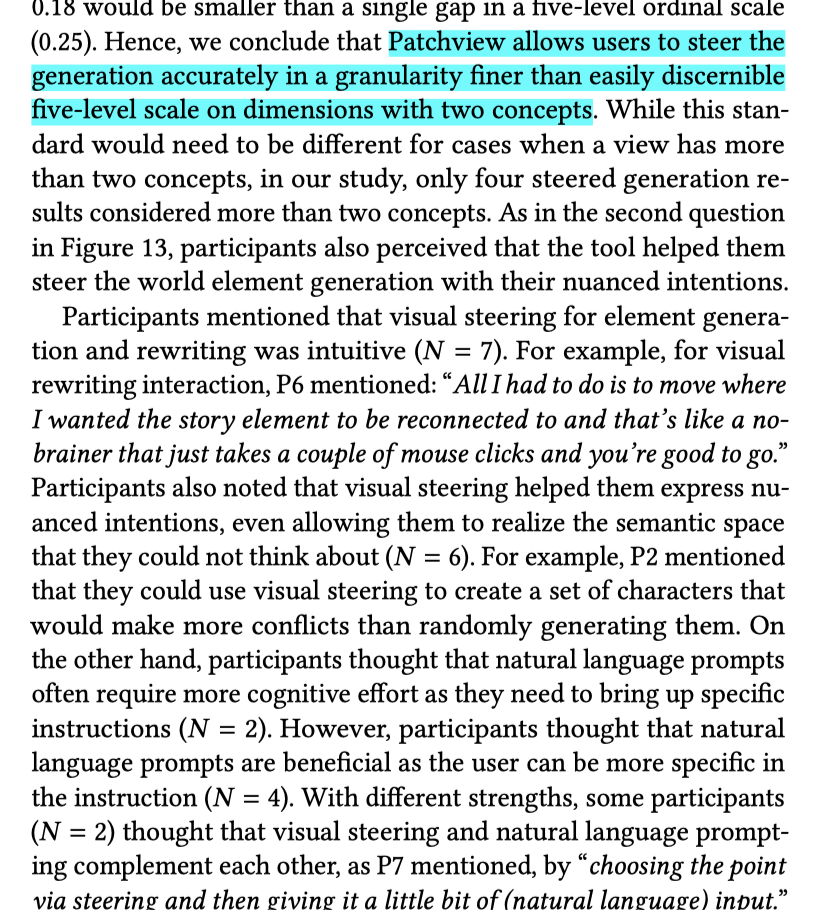 0.18 would be smaller than a single gap in a five-level ordinal scale
(0.25). Hence, we conclude that Patchview allows users to steer the
generation accurately in a granularity finer than easily discernible
five-level scale on dimensions with two concepts. While this stan-
dard would need to be different for cases when a view has more
than two concepts, in our study, only four steered generation re-
sults considered more than two concepts. As in the second question
in Figure 13, participants also perceived that the tool helped them
steer the world element generation with their nuanced intentions.
Participants mentioned that visual steering for element genera-
tion and rewriting was intuitive (N = 7). For example, for visual
rewriting interaction, P6 mentioned: “All I had to do is to move where
I wanted the story element to be reconnected to and that’s like a no-
brainer that just takes a couple of mouse clicks and you’re good to go.”
Participants also noted that visual steering helped them express nu-
anced intentions, even allowing them to realize the semantic space
that they could not think about (N = 6). For example, P2 mentioned
that they could use visual steering to create a set of characters that
would make more conflicts than randomly generating them. On
the other hand, participants thought that natural language prompts
often require more cognitive effort as they need to bring up specific
instructions (N = 2). However, participants thought that natural
language prompts are beneficial as the user can be more specific in
the instruction (N = 4). With different strengths, some participants
(N = 2) thought that visual steering and natural language prompt-
ing complement each other, as P7 mentioned, by “choosing the point
via steering and then giving it a little bit of (natural language) input.”